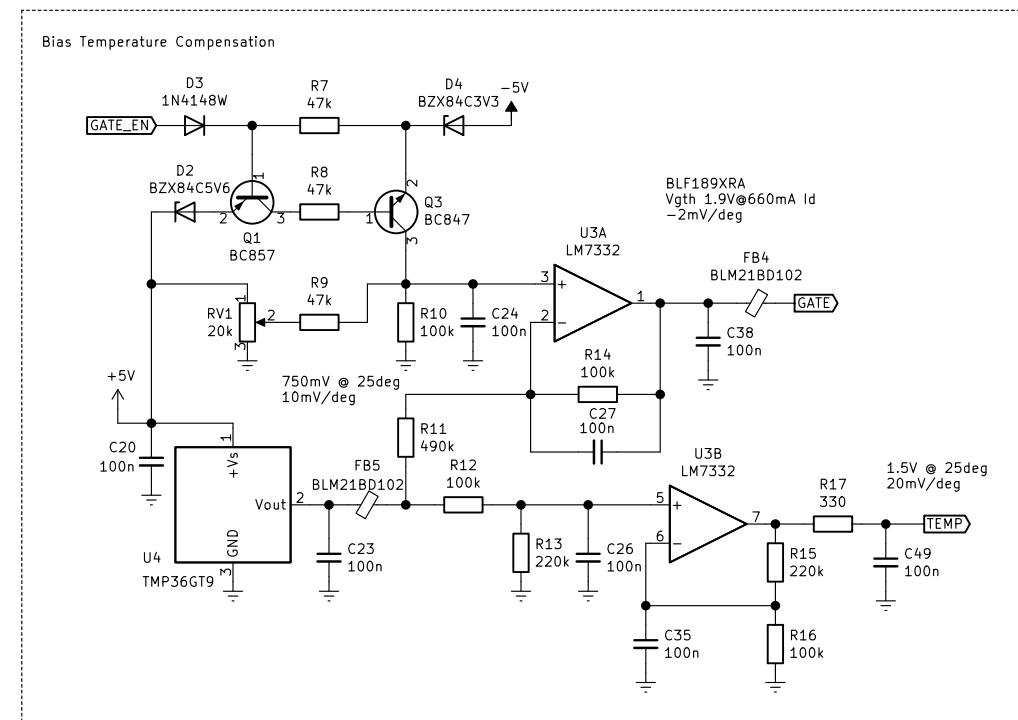 Bias Temperature Compensation
D3
1N4148W
R7
47k
D4
BZX84C3V3
-5V
GATE_EN
D2
BZX84C5V6
1
2
3
Q1
BC857
R8
47k
1
2
3
Q3
BC847
BLF189XRA
Vgth 1.9V@660mA Id
-2mV/deg
U3A
LM7332
3
+
2
-
1
FB4
BLM21BD102
GATE
RV1
20k
1
2
3
R9
47k
R10
100k
C24
100n
C38
100n
R14
100k
C27
100n
750mV @ 25deg
10mV/deg
+5V
R11
490k
C20
100n
1
+Vs
Vout
2
GND
3
U4
TMP36GT9
FB5
BLM21BD102
R12
100k
C23
100n
R13
220k
C26
100n
U3B
LM7332
5
+
6
-
7
R17
330
1.5V @ 25deg
20mV/deg
TEMP
R15
220k
C49
100n
C35
100n
R16
100k